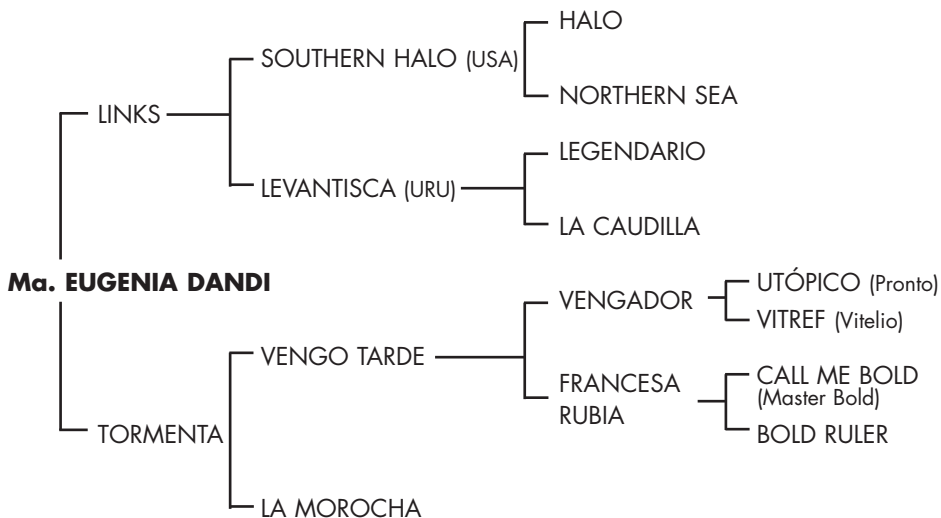 HALO
SOUTHERN HALO (USA)
NORTHERN SEA
LINKS
LEGENDARIO
LEVANTISCA (URU)
LA CAUDILLA
Ma. EUGENIA DANDI
UTÓPICO (Pronto)
VENGADOR
VITREF (Vitelio)
VENGO TARDE
CALL ME BOLD
(Master Bold)
FRANCESA
RUBIA
BOLD RULER
TORMENTA
LA MOROCHA